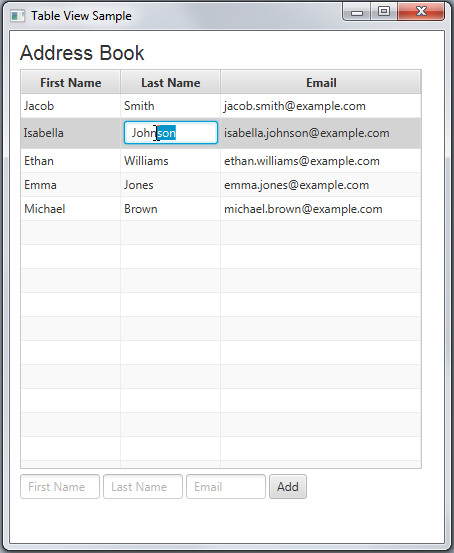 Table View Sample
Address Book
First Name Last Name Email
Jacob Smith jacob.smith@example.com
Isabella Johnson isabella.johnson@example.com
Ethan Williams ethan.williams@example.com
Emma Jones emma.jones@example.com
Michael Brown michael.brown@example.com
First Name Last Name Email Add